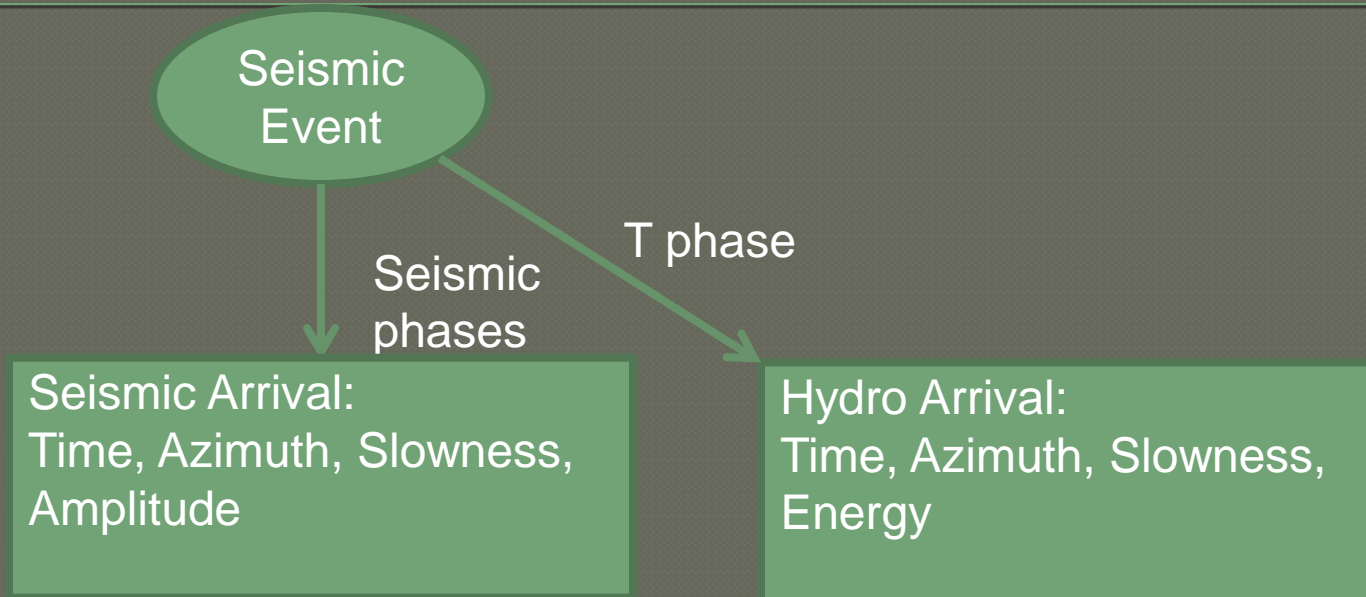 Seismic
Event
T phase
Seismic
phases
Seismic Arrival:
Time, Azimuth, Slowness,
Amplitude
Hydro Arrival:
Time, Azimuth, Slowness,
Energy